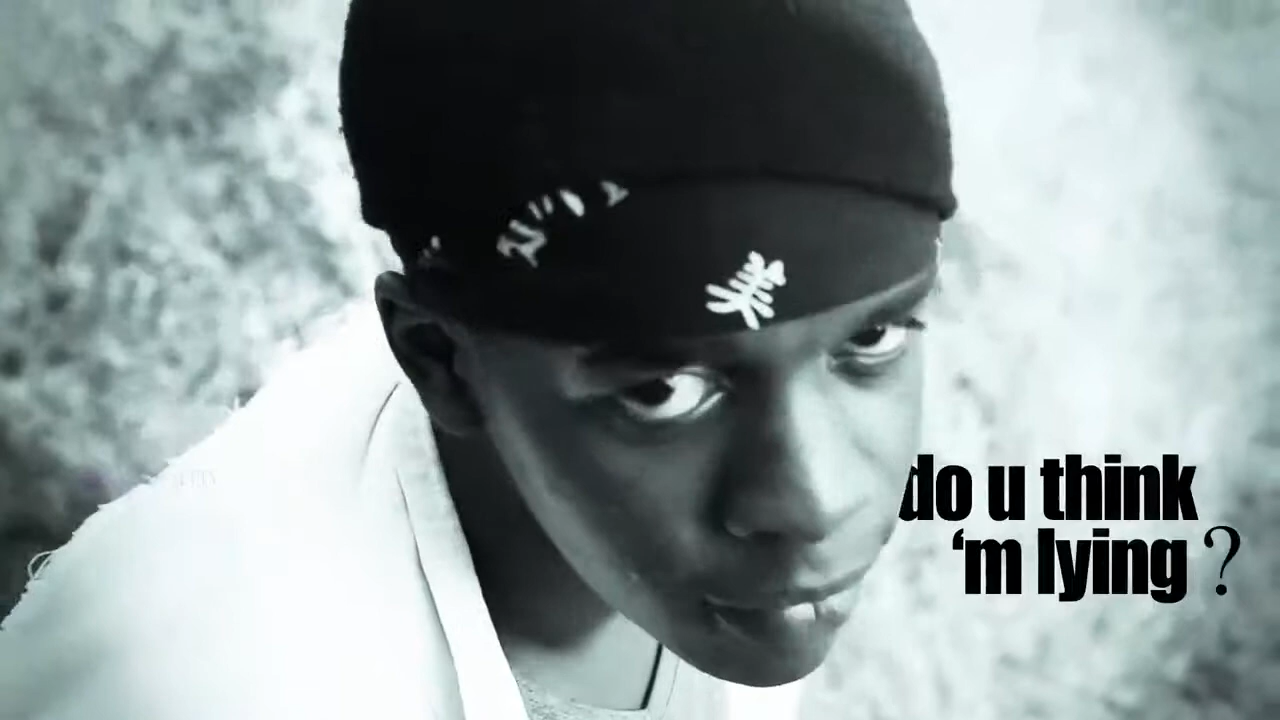 do u think
‘m lying ?